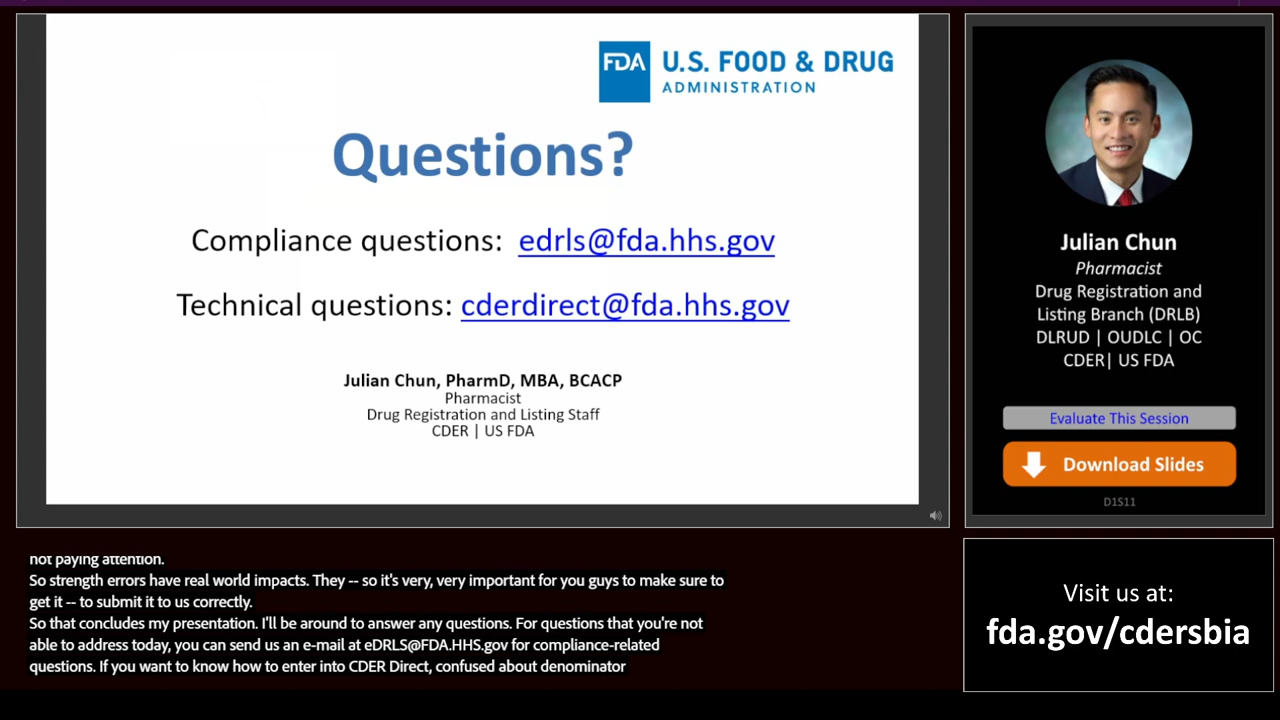 FDA U.S. FOOD & DRUG
ADMINISTRATION
Questions?
Compliance questions: edrls@fda.hhs.gov
Technical questions: cderdirect@fda.hhs.gov
Julian Chun, PharmD, MBA, BCACP
Pharmacist
Drug Registration and Listing Staff
CDER | US FDA
Julian Chun
Pharmacist
Drug Registration and
Listing Branch (DRLB)
DLRUD | OUDLC | OC
CDER| US FDA
Evaluate This Session
Download Slides
D1S11
not paying attention.
So strength errors have real world impacts. They -- so it's very, very important for you guys to make sure to
get it -- to submit it to us correctly.
So that concludes my presentation. I'll be around to answer any questions. For questions that you're not
able to address today, you can send us an e-mail at eDRLS@FDA.HHS.gov for compliance-related
questions. If you want to know how to enter into CDER Direct, confused about denominator
Visit us at:
fda.gov/cdersbia